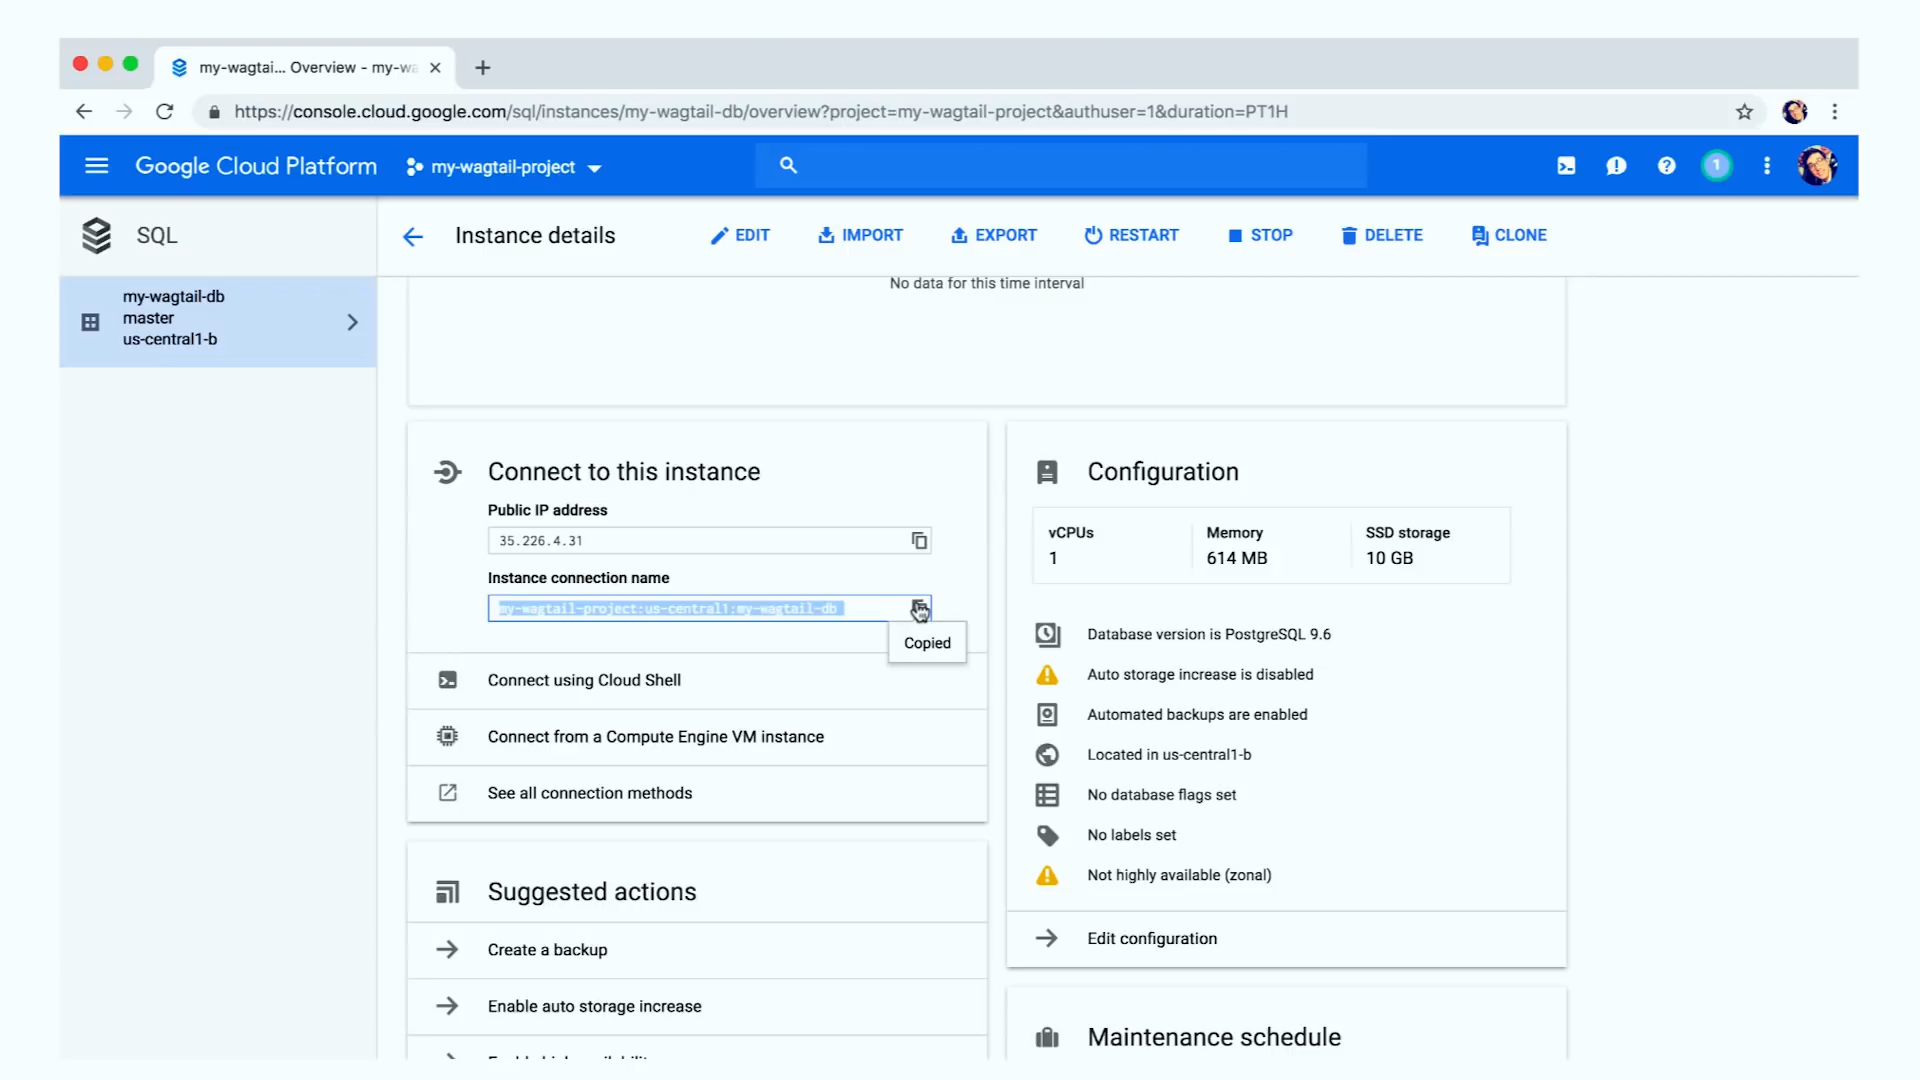 my-wagtai... Overview - my-wa
https://console.cloud.google.com/sql/instances/my-wagtail-db/overview?project=my-wagtail-project&authuser=1&duration=PT1H
Google Cloud Platform
my-wagtail-project
1
SQL
Instance details
EDIT
IMPORT
EXPORT
RESTART
STOP
DELETE
CLONE
my-wagtail-db
master
us-central1-b
No data for this time interval
Connect to this instance
Public IP address
35.226.4.31
Instance connection name
my-wagtail-project:us-central1:my-wagtail-db
Copied
Connect using Cloud Shell
Connect from a Compute Engine VM instance
See all connection methods
Suggested actions
Create a backup
Enable auto storage increase
Configuration
vCPUs
1
Memory
614 MB
SSD storage
10 GB
Database version is PostgreSQL 9.6
Auto storage increase is disabled
Automated backups are enabled
Located in us-central1-b
No database flags set
No labels set
Not highly available (zonal)
Edit configuration
Maintenance schedule